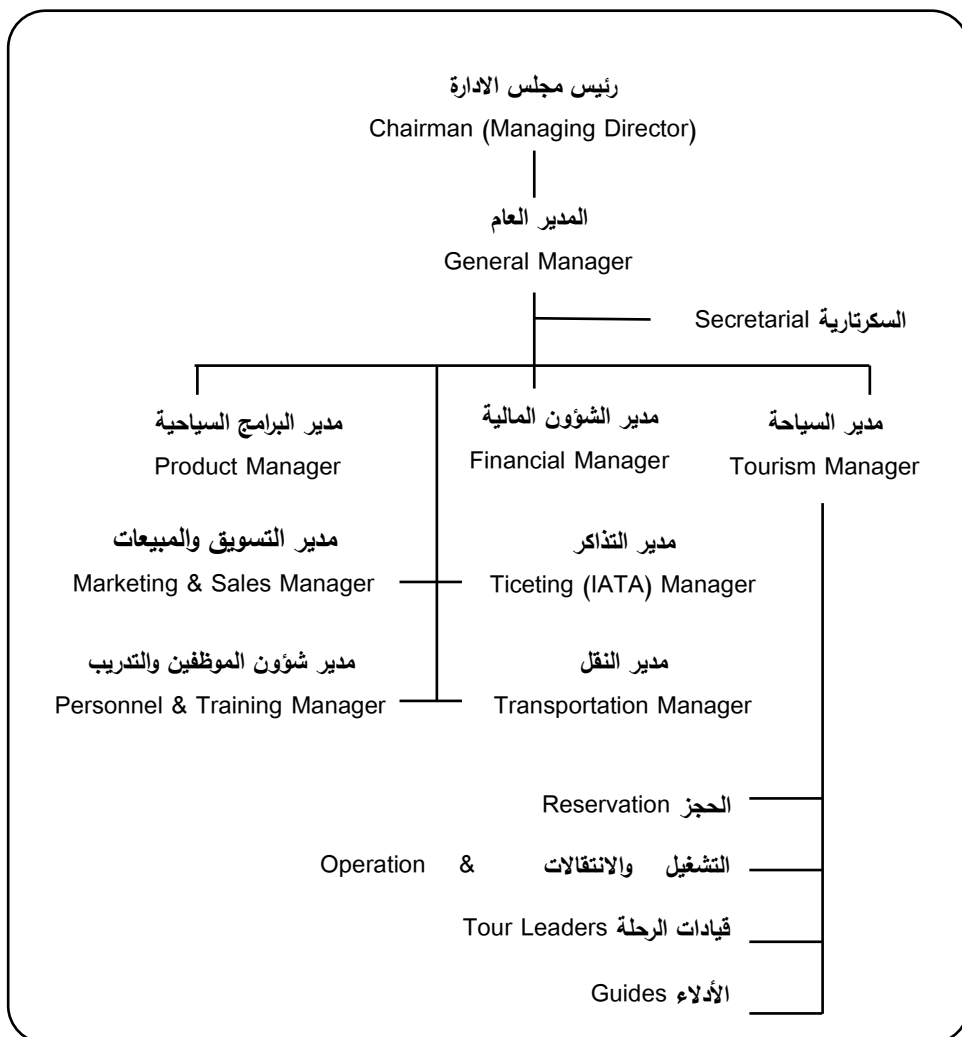 رئيس مجلس الادارة
Chairman (Managing Director)
المدير العام
General Manager
السكرتارية Secretarial
مدير السياحة
Tourism Manager
مدير الشؤون المالية
Financial Manager
مدير البرامج السياحية
Product Manager
مدير التذاكر
Ticeting (IATA) Manager
مدير التسويق والمبيعات
Marketing & Sales Manager
مدير النقل
Transportation Manager
مدير شؤون الموظفين والتدريب
Personnel & Training Manager
الحجز Reservation
التشغيل والانتقالات Operation &
قيادات الرحلة Tour Leaders
الأدلاء Guides